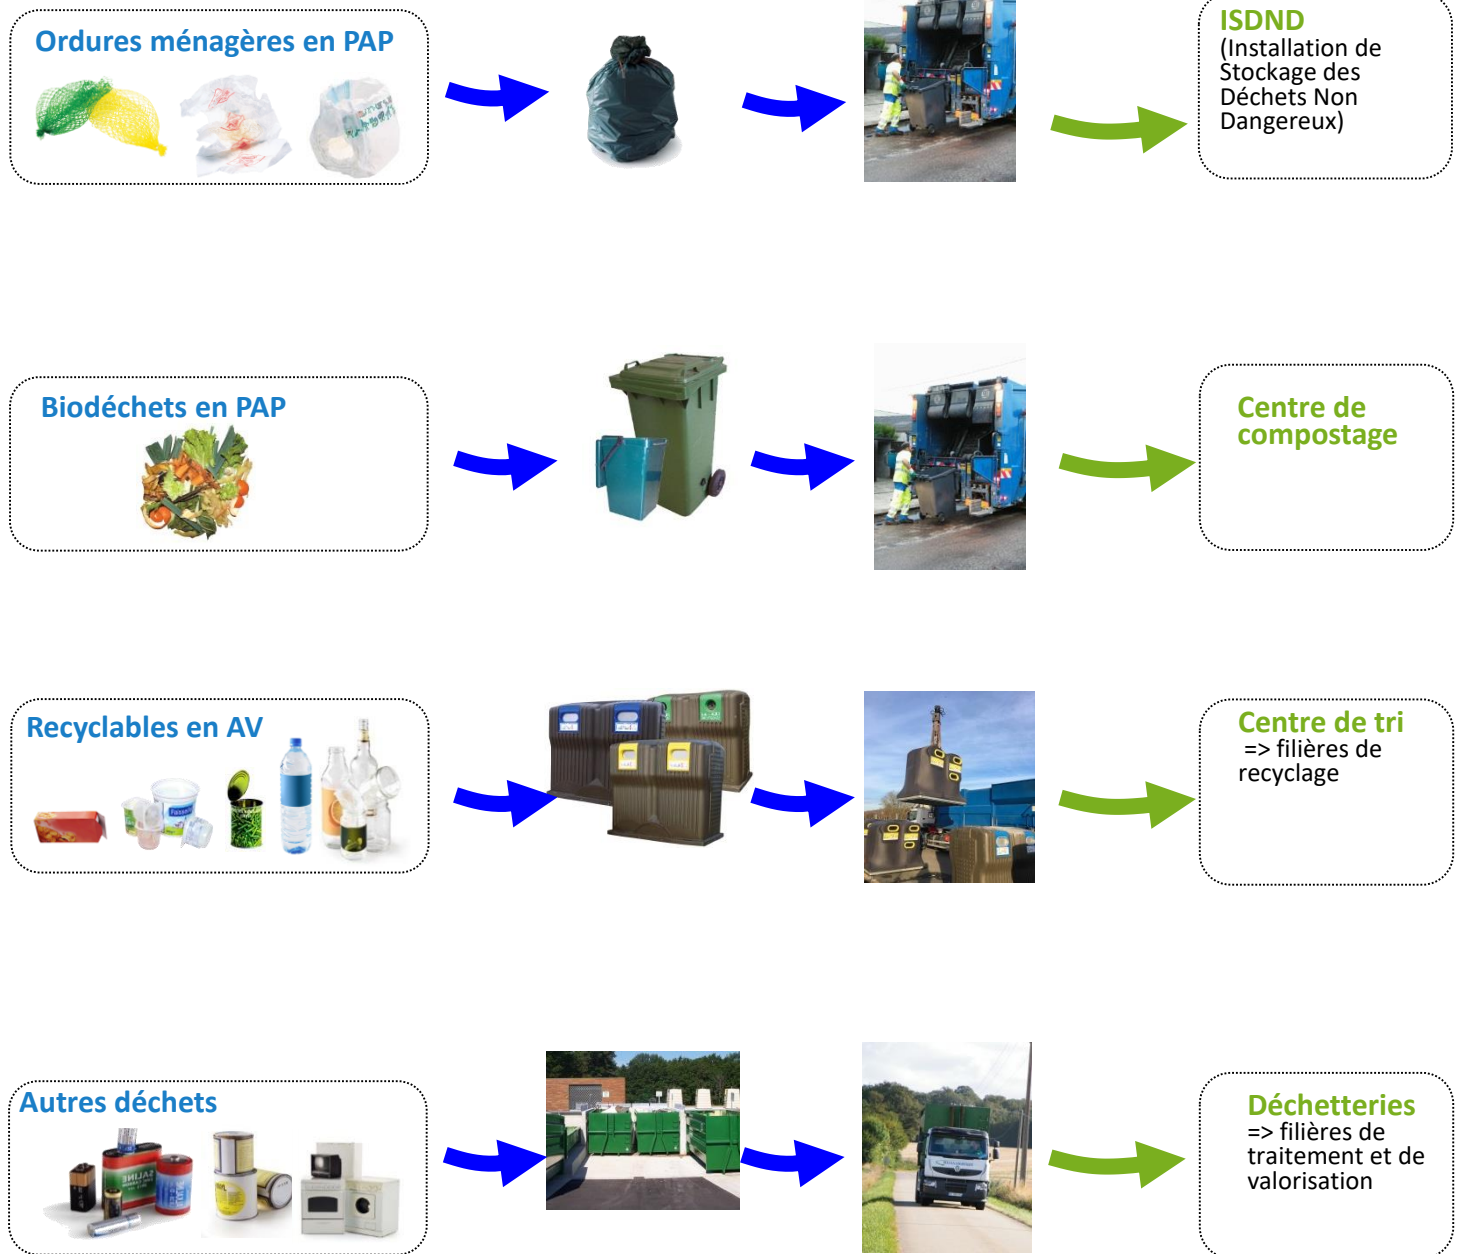 Ordures ménagères en PAP
ISDND
(Installation de
Stockage des
Déchets Non
Dangereux)
Biodéchets en PAP
Centre de
compostage
Recyclables en AV
Centre de tri
=> filières de
recyclage
Autres déchets
SALINE
Déchetteries
=> filières de
traitement et de
valorisation